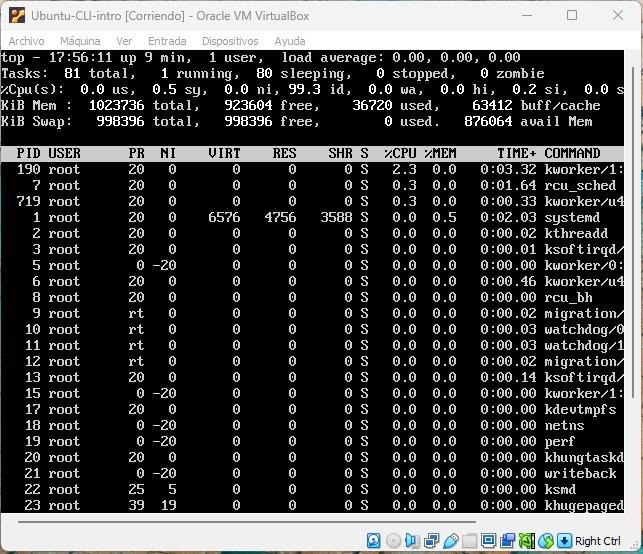 Ubuntu-CLI-intro [Corriendo] - Oracle VM VirtualBox
Archivo Máquina Ver Entrada Dispositivos Ayuda
top - 17:56:11 up 9 min, 1 user, load average: 0.00, 0.00, 0.00
Tasks: 81 total, 1 running, 80 sleeping, 0 stopped, 0 zombie
%Cpu(s): 0.0 us, 0.5 sy, 0.0 ni, 99.3 id, 0.0 wa, 0.0 hi, 0.2 si, 0.0 s
KiB Mem : 1023736 total, 923604 free, 36720 used, 63412 buff/cache
KiB Swap: 998396 total, 998396 free, 0 used. 876064 avail Mem
PID USER PR NI VIRT RES SHR S %CPU %MEM TIME+ COMMAND
190 root 20 0 0 0 0 S 2.3 0.0 0:03.32 kworker/1:
7 root 20 0 0 0 0 S 0.3 0.0 0:01.64 rcu_sched
719 root 20 0 0 0 0 S 0.3 0.0 0:00.33 kworker/u4
1 root 20 0 6576 4756 3588 S 0.0 0.5 0:02.03 systemd
2 root 20 0 0 0 0 S 0.0 0.0 0:00.02 kthreadd
3 root 20 0 0 0 0 S 0.0 0.0 0:00.01 ksoftirqd/
5 root 0 -20 0 0 0 S 0.0 0.0 0:00.00 kworker/0:
6 root 20 0 0 0 0 S 0.0 0.0 0:00.46 kworker/u4
8 root 20 0 0 0 0 S 0.0 0.0 0:00.00 rcu_bh
9 root rt 0 0 0 0 S 0.0 0.0 0:00.02 migration/
10 root rt 0 0 0 0 S 0.0 0.0 0:00.03 watchdog/0
11 root rt 0 0 0 0 S 0.0 0.0 0:00.03 watchdog/1
12 root rt 0 0 0 0 S 0.0 0.0 0:00.02 migration/
13 root 20 0 0 0 0 S 0.0 0.0 0:00.14 ksoftirqd/
15 root 0 -20 0 0 0 S 0.0 0.0 0:00.00 kworker/1:
17 root 20 0 0 0 0 S 0.0 0.0 0:00.00 kdevtmpfs
18 root 0 -20 0 0 0 S 0.0 0.0 0:00.00 netns
19 root 0 -20 0 0 0 S 0.0 0.0 0:00.00 perf
20 root 20 0 0 0 0 S 0.0 0.0 0:00.00 khungtaskd
21 root 0 -20 0 0 0 S 0.0 0.0 0:00.00 writeback
22 root 25 5 0 0 0 S 0.0 0.0 0:00.00 ksmd
23 root 39 19 0 0 0 S 0.0 0.0 0:00.00 khugepaged
Right Ctrl